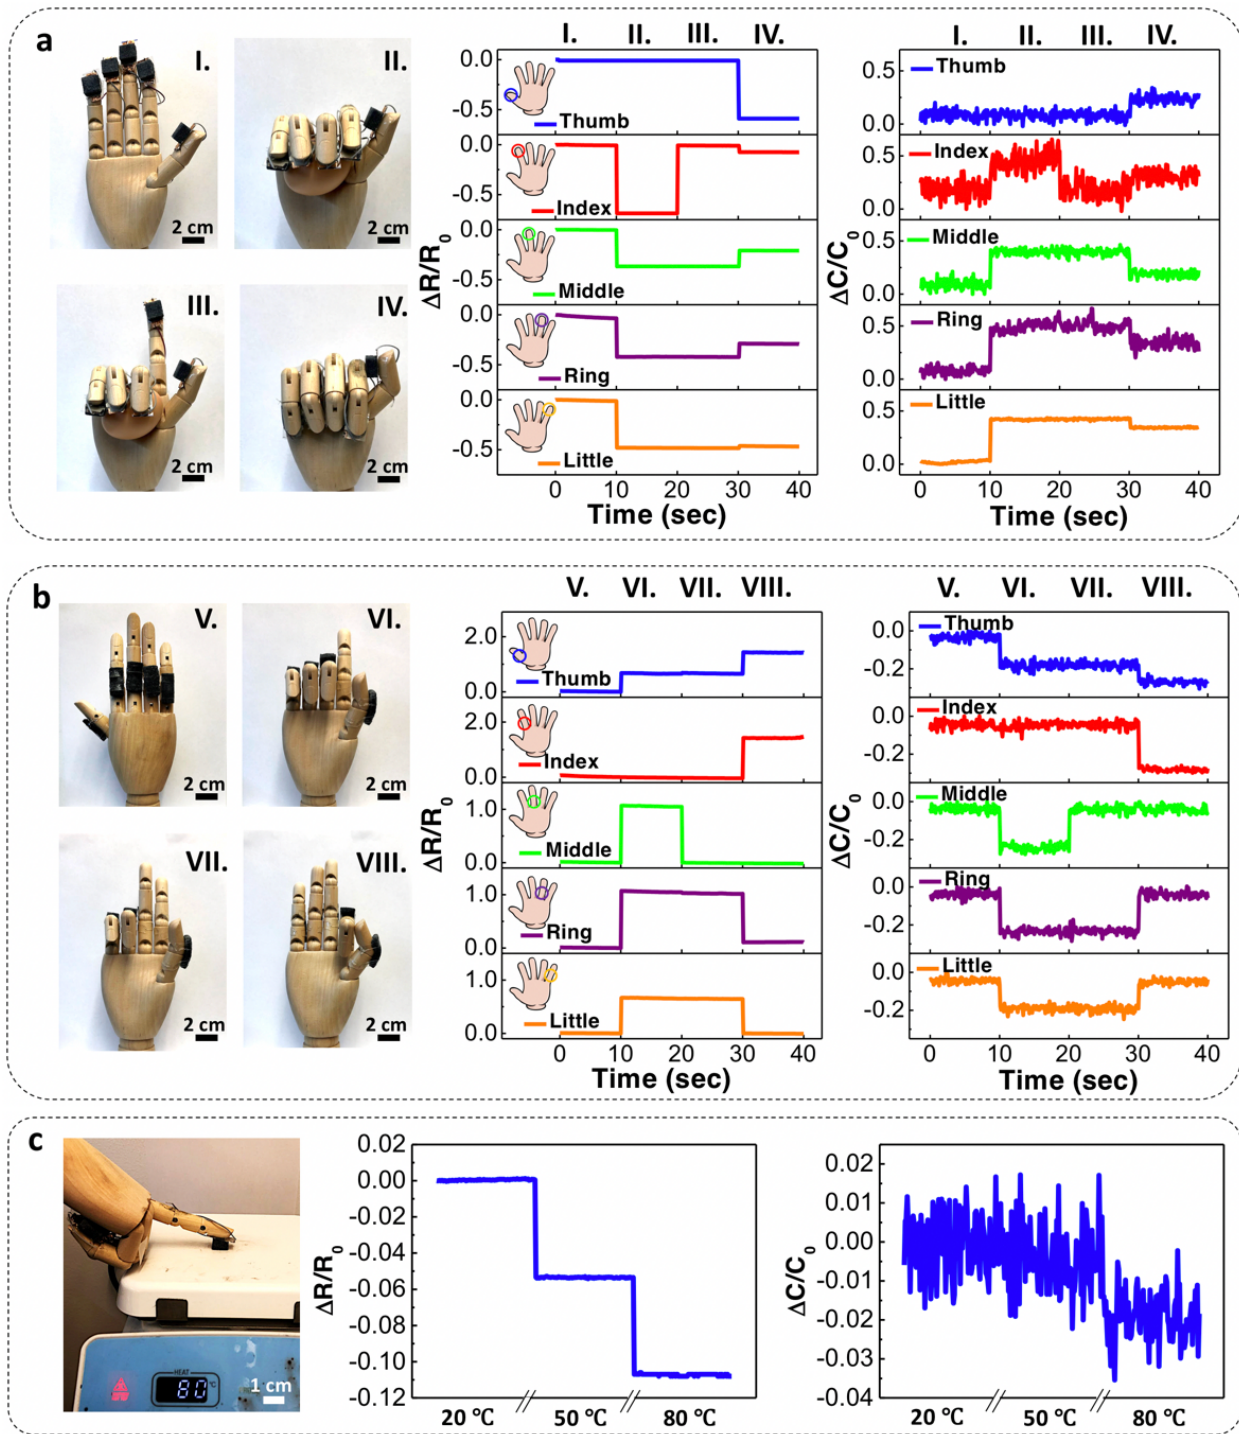 a
I.
II.
2 cm
2 cm
III.
IV.
2 cm
2 cm
I. II. III. IV.
0.0
-0.5
Thumb
0.0
-0.5
Index
0.0
-0.5
Middle
0.0
-0.5
Ring
0.0
-0.5
Little
ΔR/R0
0 10 20 30 40
Time (sec)
I. II. III. IV.
0.5
Thumb
0.0
0.5
Index
0.0
0.5
Middle
0.0
0.5
Ring
0.0
0.5
Little
0.0
ΔC/C0
0 10 20 30 40
Time (sec)
b
V.
VI.
2 cm
2 cm
VII.
VIII.
2 cm
2 cm
V. VI. VII. VIII.
2.0
Thumb
0.0
2.0
Index
0.0
1.0
Middle
0.0
1.0
Ring
0.0
1.0
Little
0.0
ΔR/R0
0 10 20 30 40
Time (sec)
V. VI. VII. VIII.
0.0
Thumb
-0.2
0.0
Index
-0.2
0.0
Middle
-0.2
0.0
Ring
-0.2
0.0
Little
-0.2
ΔC/C0
0 10 20 30 40
Time (sec)
c
HEAT
80
°C
1 cm
0.02
0.00
-0.02
-0.04
-0.06
-0.08
-0.10
-0.12
ΔR/R0
20 °C 50 °C 80 °C
0.02
0.01
0.00
-0.01
-0.02
-0.03
-0.04
ΔC/C0
20 °C 50 °C 80 °C